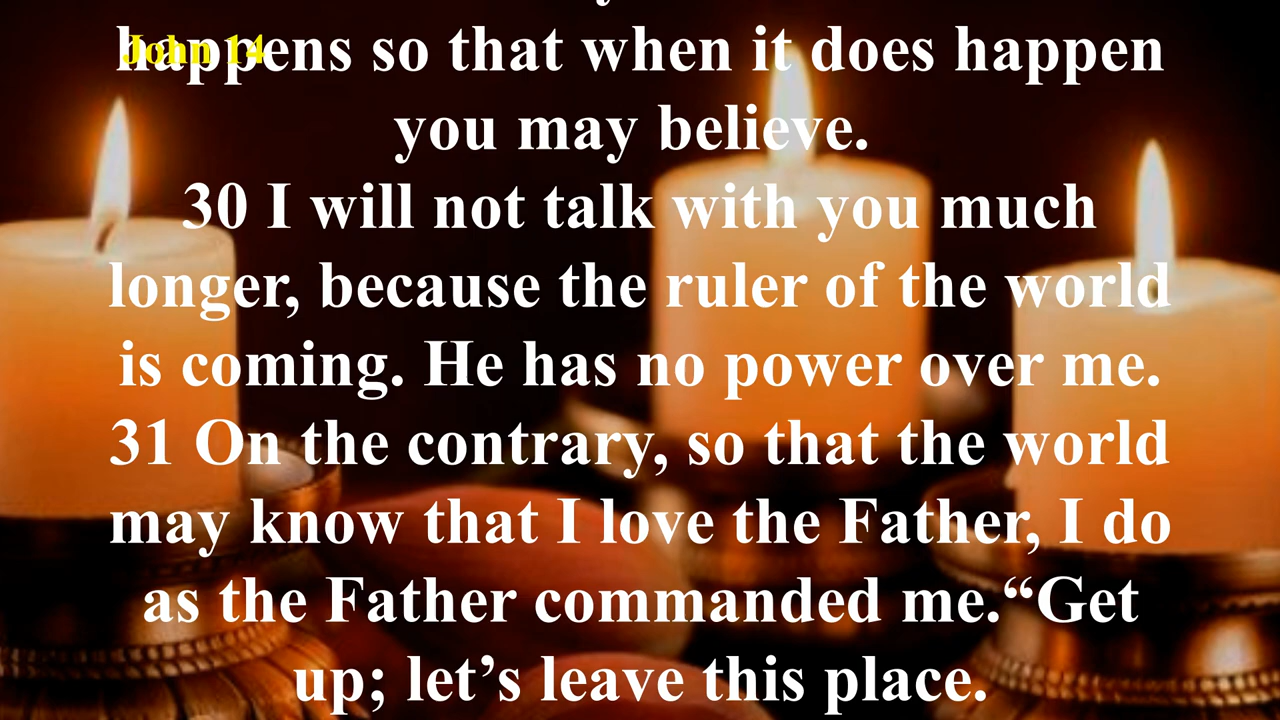 John 14
happens so that when it does happen
you may believe.
30 I will not talk with you much
longer, because the ruler of the world
is coming. He has no power over me.
31 On the contrary, so that the world
may know that I love the Father, I do
as the Father commanded me.“Get
up; let’s leave this place.